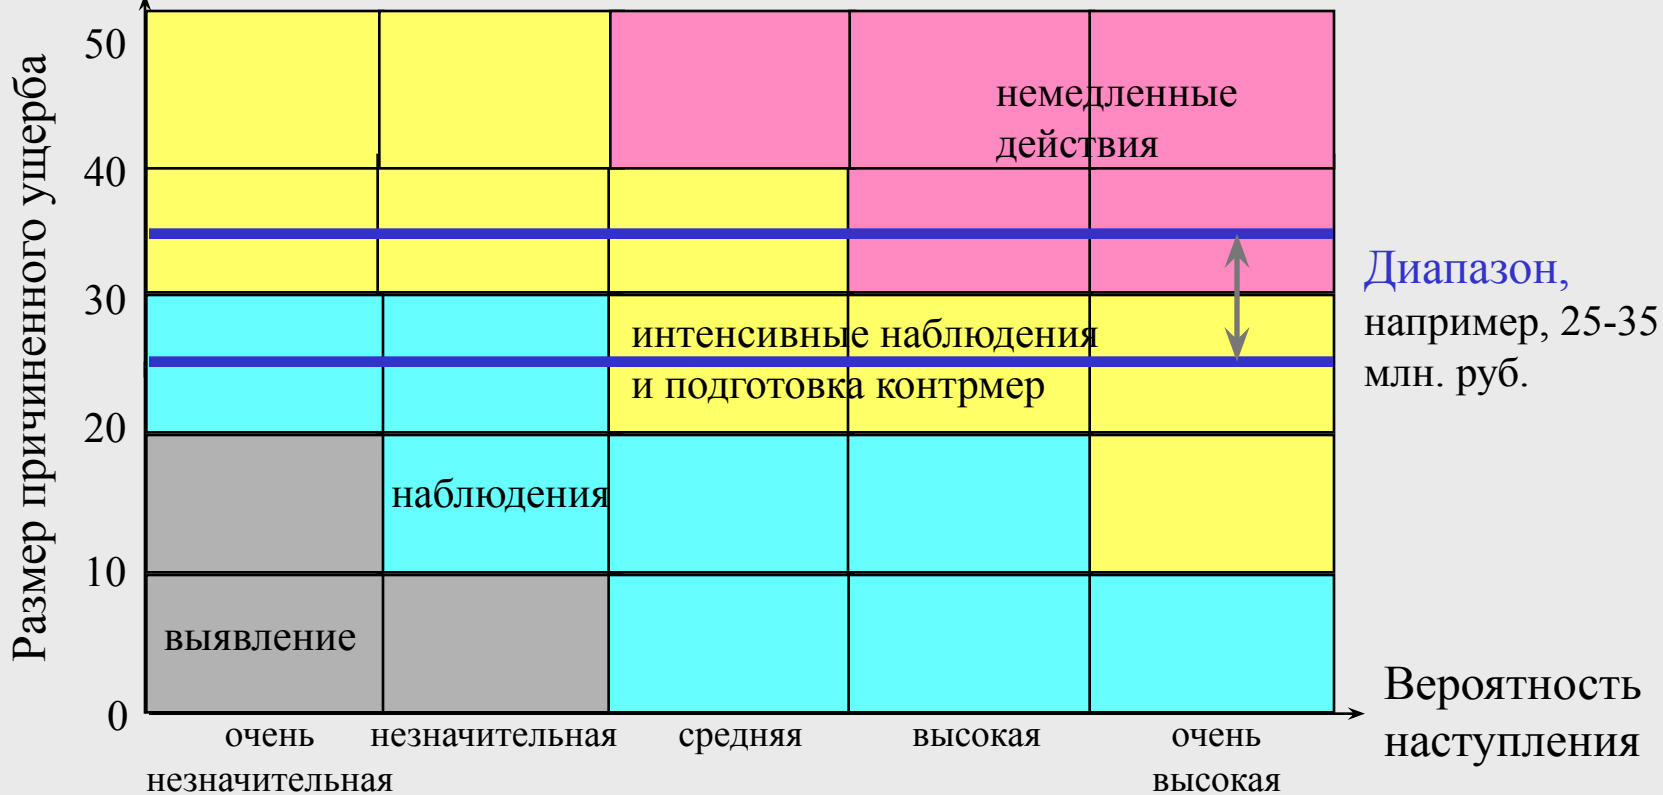 Размер причиненного ущерба
50
40
30
20
10
0
немедленные
действия
интенсивные наблюдения
и подготовка контрмер
наблюдения
выявление
Диапазон,
например, 25-35
млн. руб.
очень
незначительная
незначительная
средняя
высокая
очень
высокая
Вероятность
наступления